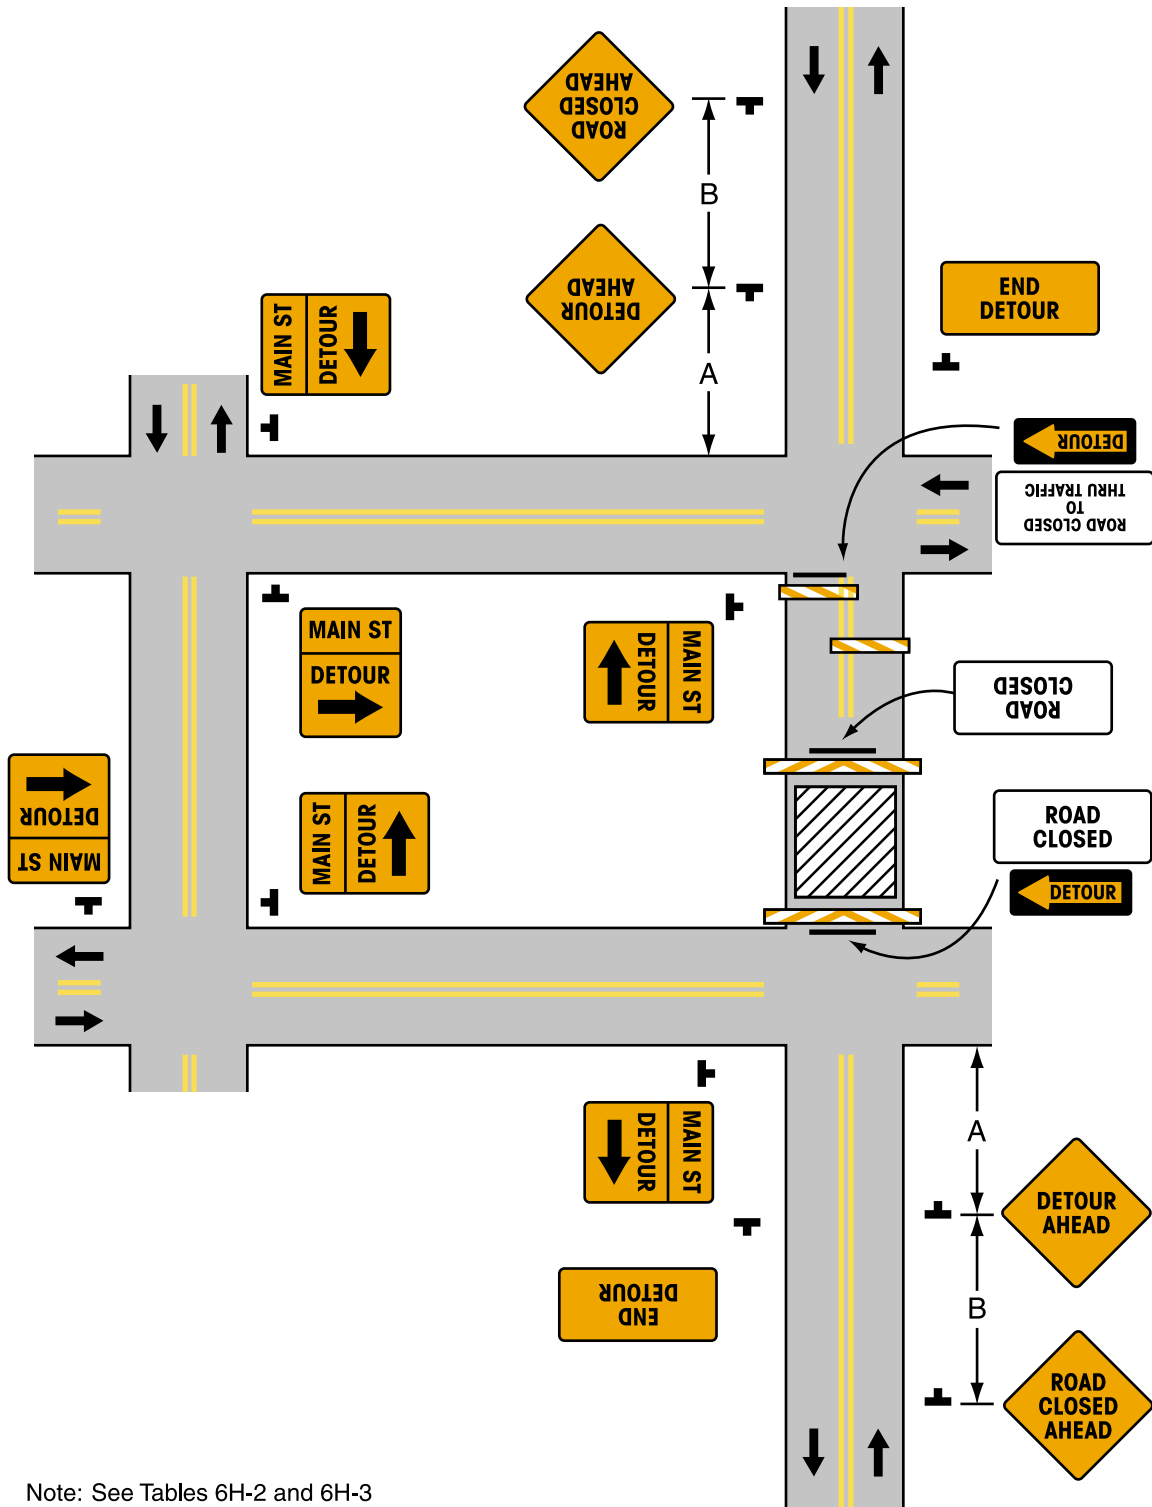 ROAD
CLOSED
AHEAD
B
DETOUR
AHEAD
A
END
DETOUR
MAIN ST
DETOUR
DETOUR
ROAD CLOSED
TO
THRU TRAFFIC
MAIN ST
DETOUR
MAIN ST
DETOUR
ROAD
CLOSED
MAIN ST
DETOUR
MAIN ST
DETOUR
ROAD
CLOSED
DETOUR
MAIN ST
DETOUR
A
DETOUR
AHEAD
END
DETOUR
B
ROAD
CLOSED
AHEAD
Note: See Tables 6H-2 and 6H-3